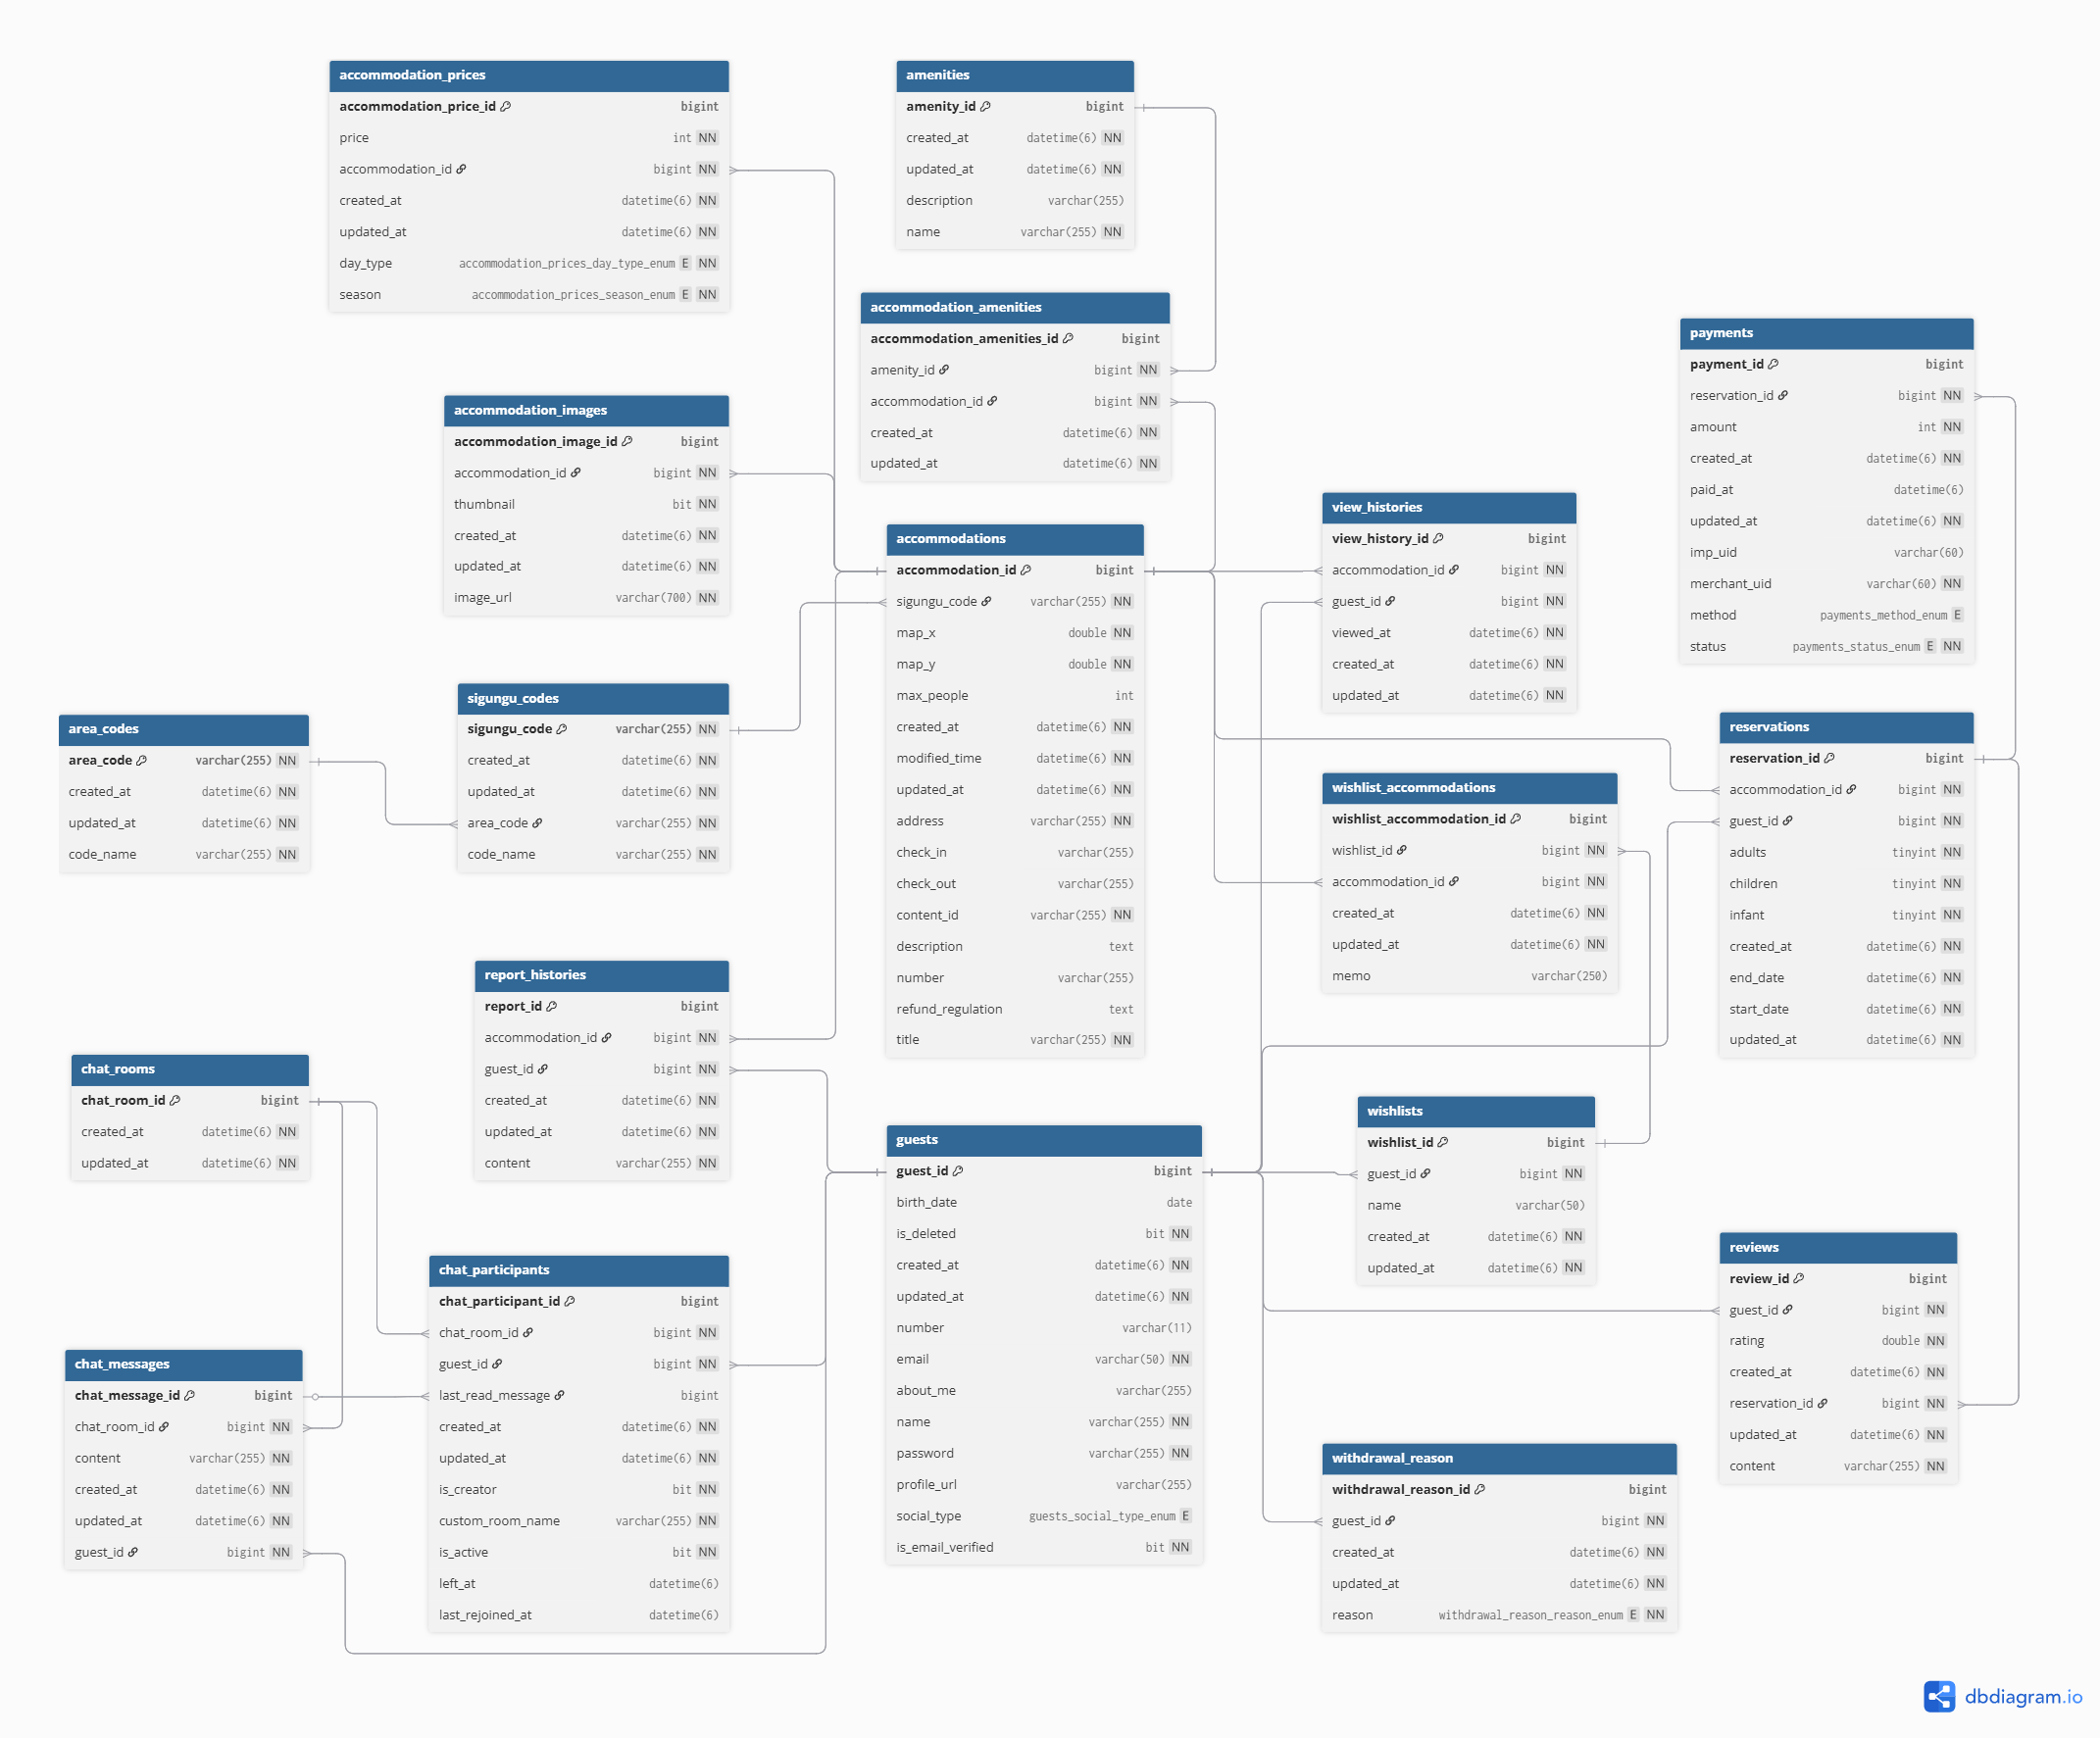 accommodation_prices
accommodation_price_id bigint
price int NN
accommodation_id bigint NN
created_at datetime(6) NN
updated_at datetime(6) NN
day_type accommodation_prices_day_type_enum E NN
season accommodation_prices_season_enum E NN
amenities
amenity_id bigint
created_at datetime(6) NN
updated_at datetime(6) NN
description varchar(255)
name varchar(255) NN
accommodation_amenities
accommodation_amenities_id bigint
amenity_id bigint NN
accommodation_id bigint NN
created_at datetime(6) NN
updated_at datetime(6) NN
payments
payment_id bigint
reservation_id bigint NN
amount int NN
created_at datetime(6) NN
paid_at datetime(6)
updated_at datetime(6) NN
imp_uid varchar(60)
merchant_uid varchar(60) NN
method payments_method_enum E
status payments_status_enum E NN
accommodation_images
accommodation_image_id bigint
accommodation_id bigint NN
thumbnail bit NN
created_at datetime(6) NN
updated_at datetime(6) NN
image_url varchar(700) NN
accommodations
accommodation_id bigint
sigungu_code varchar(255) NN
map_x double NN
map_y double NN
max_people int
created_at datetime(6) NN
modified_time datetime(6) NN
updated_at datetime(6) NN
address varchar(255) NN
check_in varchar(255)
check_out varchar(255)
content_id varchar(255) NN
description text
number varchar(255)
refund_regulation text
title varchar(255) NN
view_histories
view_history_id bigint
accommodation_id bigint NN
guest_id bigint NN
viewed_at datetime(6) NN
created_at datetime(6) NN
updated_at datetime(6) NN
area_codes
area_code varchar(255) NN
created_at datetime(6) NN
updated_at datetime(6) NN
code_name varchar(255) NN
sigungu_codes
sigungu_code varchar(255) NN
created_at datetime(6) NN
updated_at datetime(6) NN
area_code varchar(255) NN
code_name varchar(255) NN
reservations
reservation_id bigint
accommodation_id bigint NN
guest_id bigint NN
adults tinyint NN
children tinyint NN
infant tinyint NN
created_at datetime(6) NN
end_date datetime(6) NN
start_date datetime(6) NN
updated_at datetime(6) NN
wishlist_accommodations
wishlist_accommodation_id bigint
wishlist_id bigint NN
accommodation_id bigint NN
created_at datetime(6) NN
updated_at datetime(6) NN
memo varchar(250)
report_histories
report_id bigint
accommodation_id bigint NN
guest_id bigint NN
created_at datetime(6) NN
updated_at datetime(6) NN
content varchar(255) NN
chat_rooms
chat_room_id bigint
created_at datetime(6) NN
updated_at datetime(6) NN
guests
guest_id bigint
birth_date date
is_deleted bit NN
created_at datetime(6) NN
updated_at datetime(6) NN
number varchar(11)
email varchar(50) NN
about_me varchar(255)
name varchar(255) NN
password varchar(255) NN
profile_url varchar(255)
social_type guests_social_type_enum E
is_email_verified bit NN
wishlists
wishlist_id bigint
guest_id bigint NN
name varchar(50)
created_at datetime(6) NN
updated_at datetime(6) NN
reviews
review_id bigint
guest_id bigint NN
rating double NN
created_at datetime(6) NN
reservation_id bigint NN
updated_at datetime(6) NN
content varchar(255) NN
chat_participants
chat_participant_id bigint
chat_room_id bigint NN
guest_id bigint NN
last_read_message bigint
created_at datetime(6) NN
updated_at datetime(6) NN
is_creator bit NN
custom_room_name varchar(255) NN
is_active bit NN
left_at datetime(6)
last_rejoined_at datetime(6)
chat_messages
chat_message_id bigint
chat_room_id bigint NN
content varchar(255) NN
created_at datetime(6) NN
updated_at datetime(6) NN
guest_id bigint NN
withdrawal_reason
withdrawal_reason_id bigint
guest_id bigint NN
created_at datetime(6) NN
updated_at datetime(6) NN
reason withdrawal_reason_reason_enum E NN
dbdiagram.io